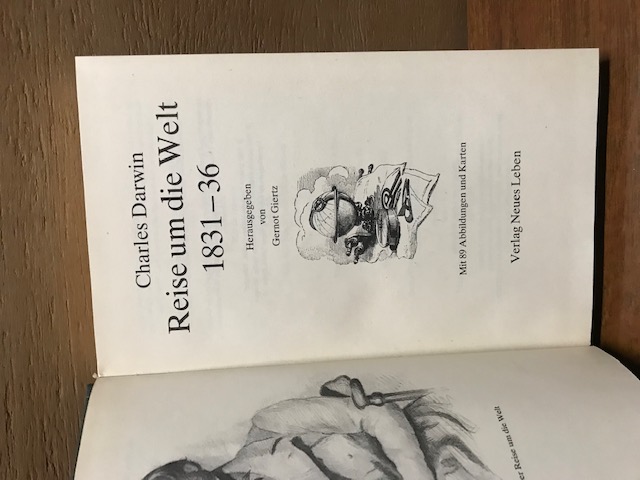 Charles Darwin
Reise um die Welt
1831–36
Herausgegeben
von
Gernot Giertz
Mit 89 Abbildungen und Karten
Verlag Neues Leben
Reise um die Welt